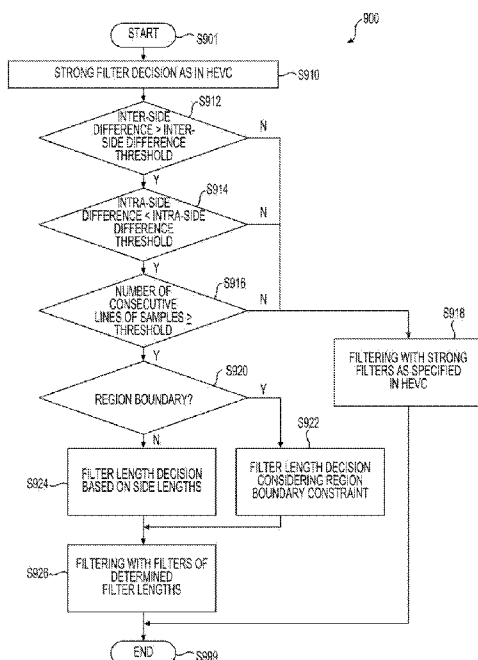 900
START
S901
STRONG FILTER DECISION AS IN HEVC
S910
S912
INTER-SIDE
DIFFERENCE > INTER-
SIDE DIFFERENCE
THRESHOLD
N
Y
S914
INTRA-SIDE
DIFFERENCE < INTRA-SIDE
DIFFERENCE
THRESHOLD
N
Y
S916
NUMBER OF
CONSECUTIVE
LINES OF SAMPLES ≥
THRESHOLD
N
Y
S918
FILTERING WITH STRONG
FILTERS AS SPECIFIED
IN HEVC
S920
REGION BOUNDARY?
Y
N
S922
FILTER LENGTH DECISION
CONSIDERING REGION
BOUNDARY CONSTRAINT
S924
FILTER LENGTH DECISION
BASED ON SIDE LENGTHS
S926
FILTERING WITH FILTERS OF
DETERMINED
FILTER LENGTHS
END
S999